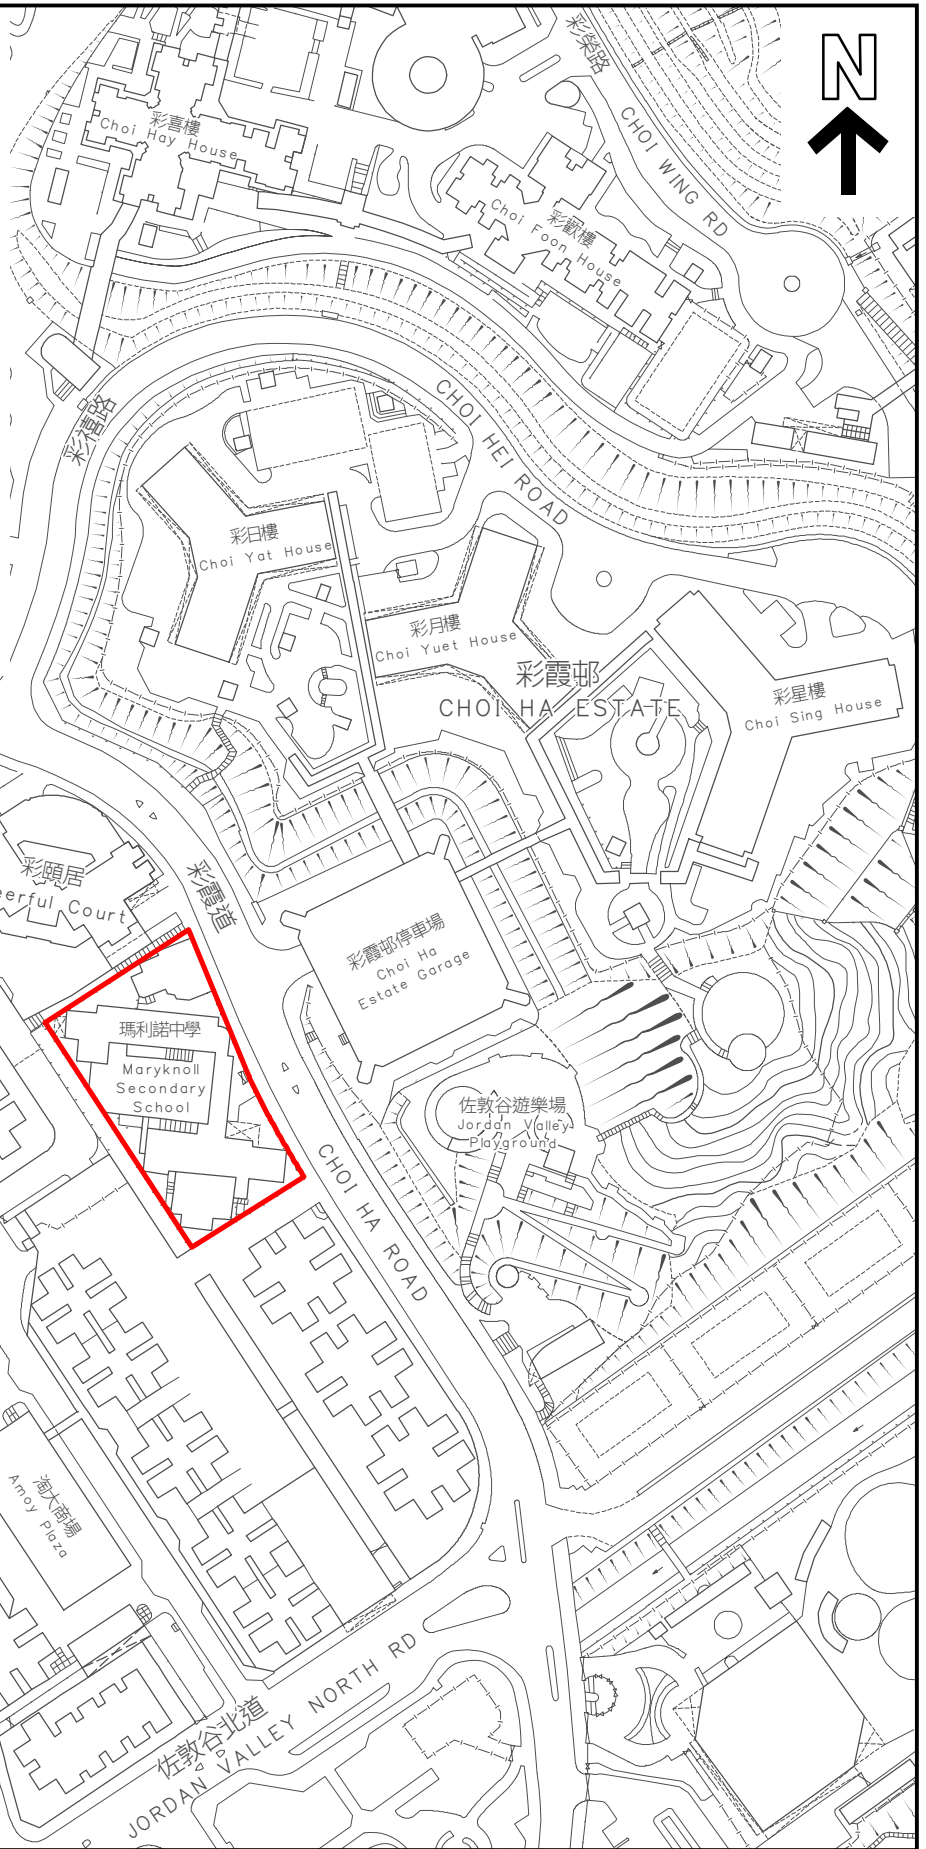 彩榮路
N
CHOI WING RD
彩喜樓
Choi Hay House
彩歡樓
Choi Foon House
彩禧路
CHOI HEI ROAD
彩日樓
Choi Yat House
彩月樓
Choi Yuet House
彩霞邨
CHOI HA ESTATE
彩星樓
Choi Sing House
彩頤居
eerful Court
彩霞道
彩霞邨停車場
Choi Ha
Estate Garage
瑪利諾中學
Maryknoll
Secondary
School
佐敦谷遊樂場
Jordan Valley
Playground
CHOI HA ROAD
淘大商場
Amoy Plaza
佐敦谷北道
JORDAN VALLEY NORTH RD